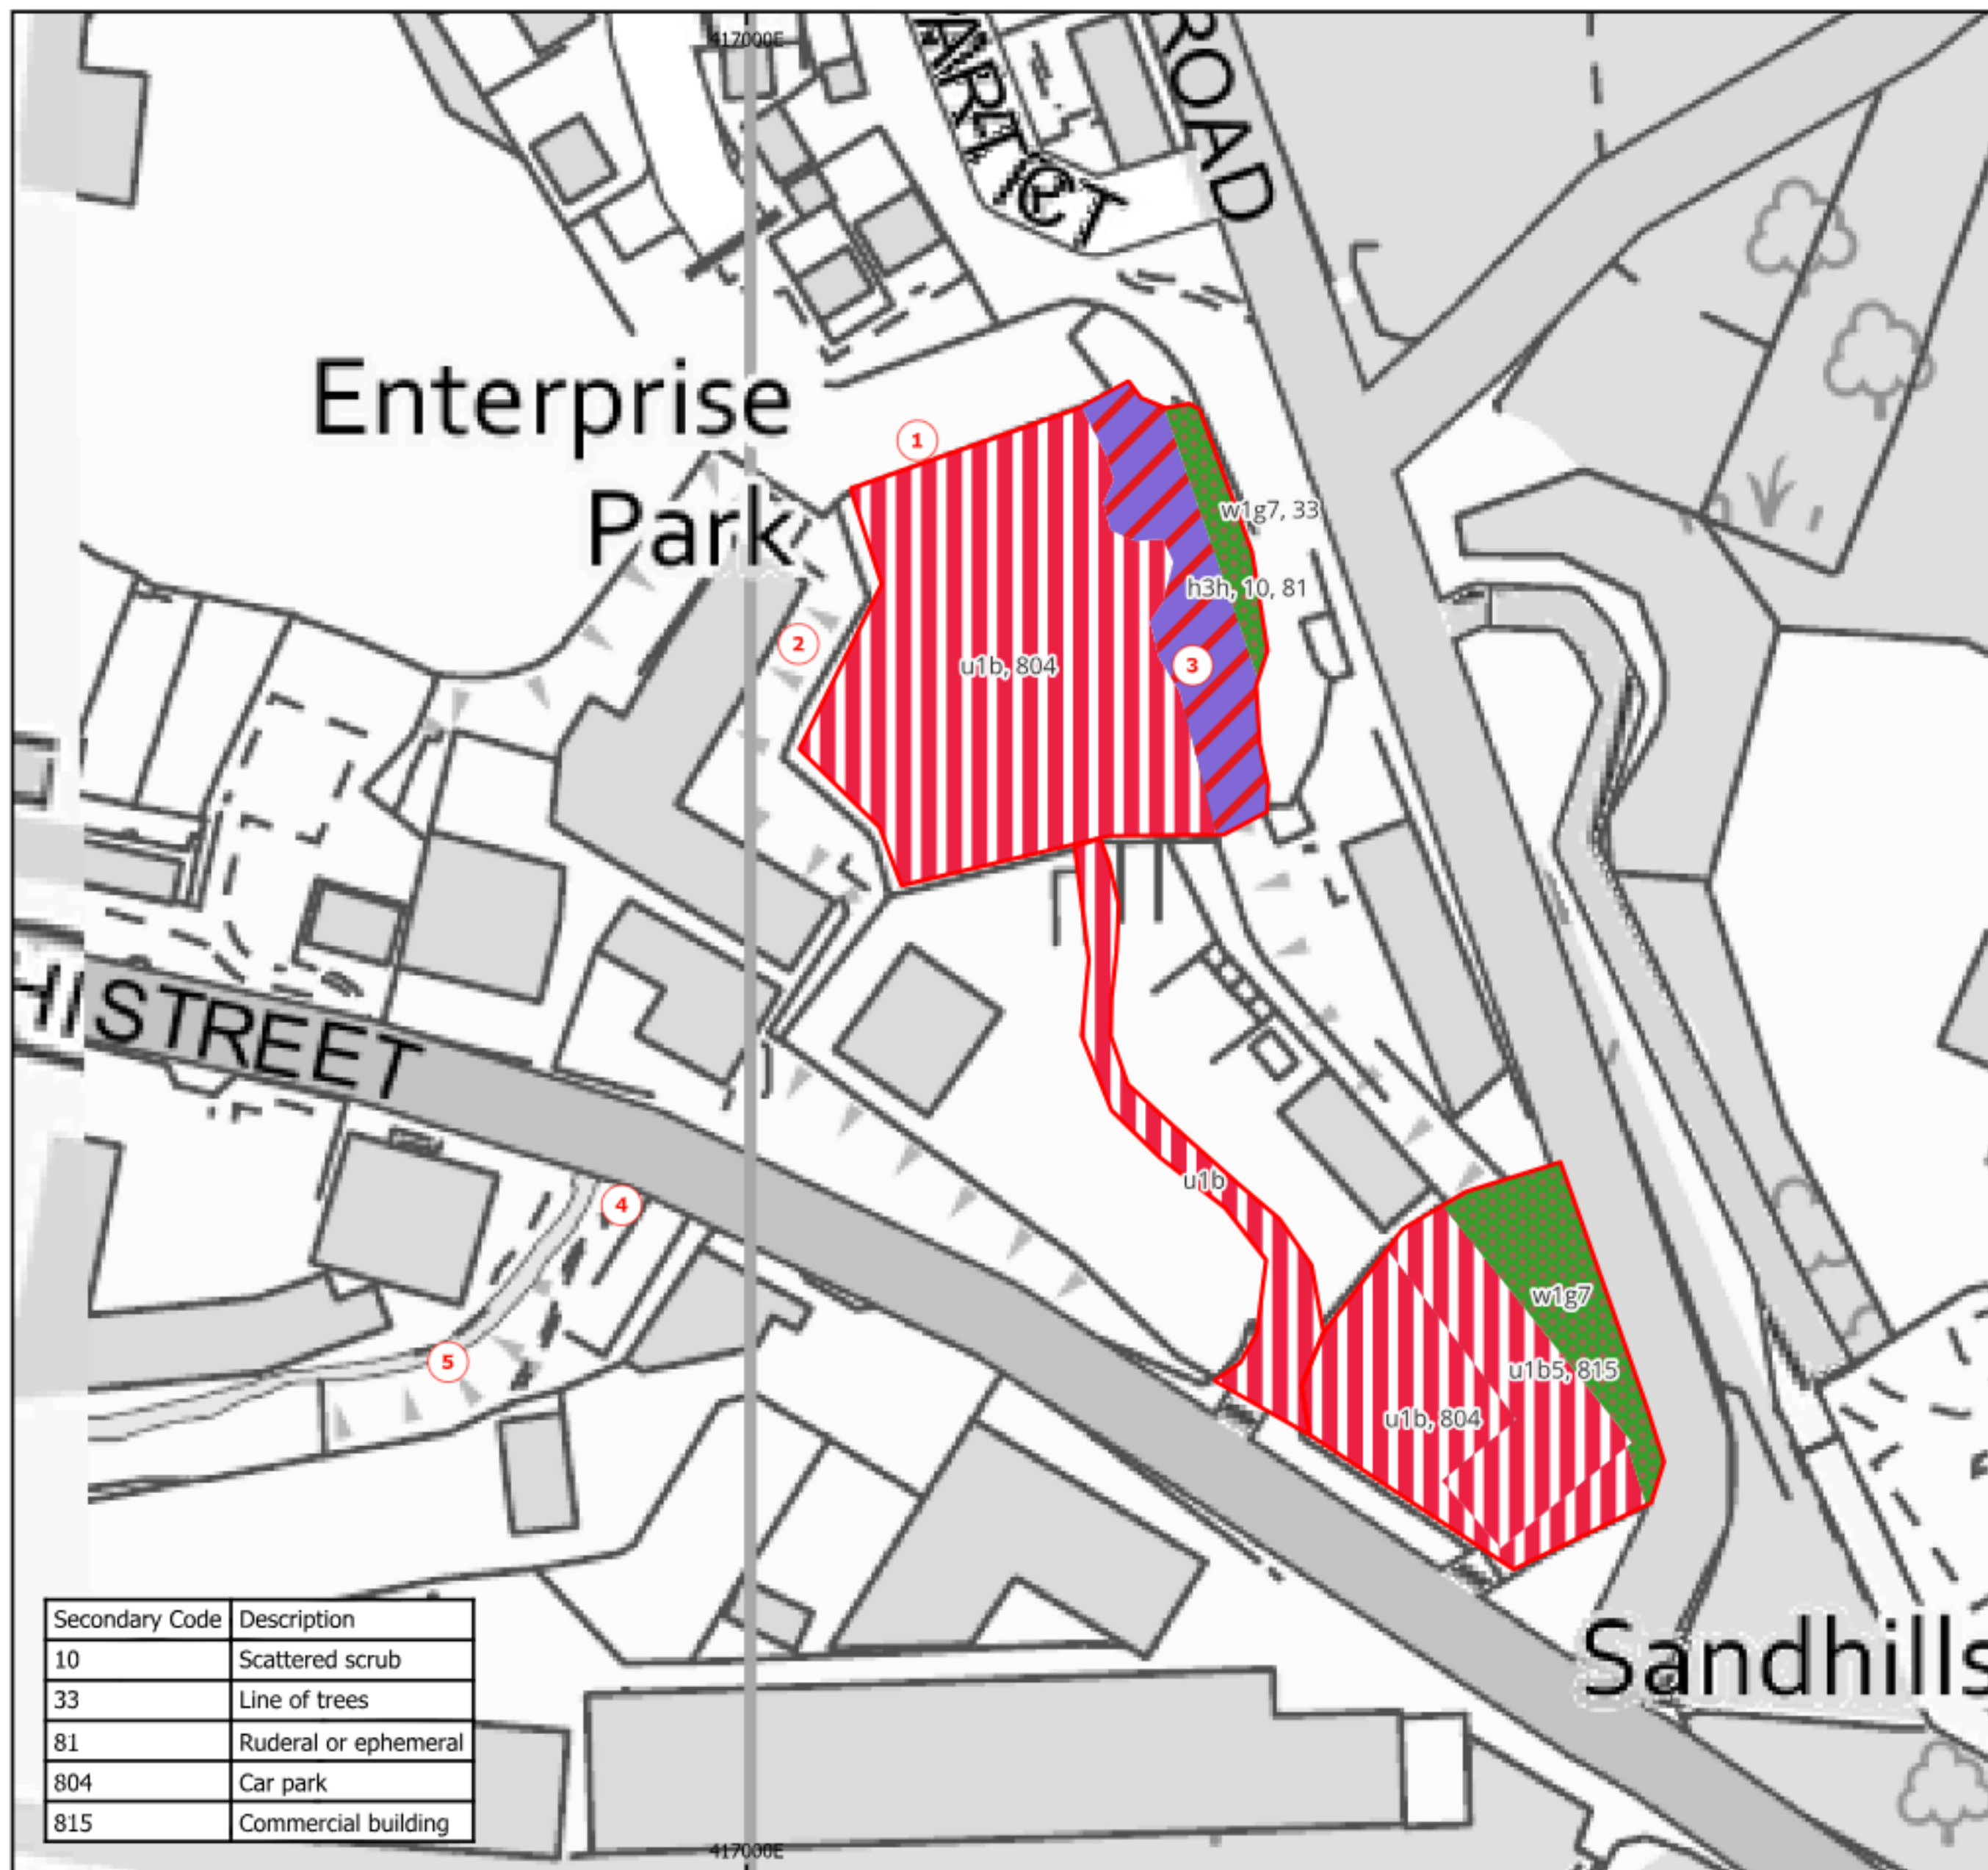 417000E
ROAD
Enterprise
Park
1
w1g7, 33
h3h, 10, 81
2
u1b, 804
3
STREET
u1b
4
w1g7
5
u1b5, 815
u1b, 804
Sandhills
Secondary Code Description
10 Scattered scrub
33 Line of trees
81 Ruderal or ephemeral
804 Car park
815 Commercial building
417000E